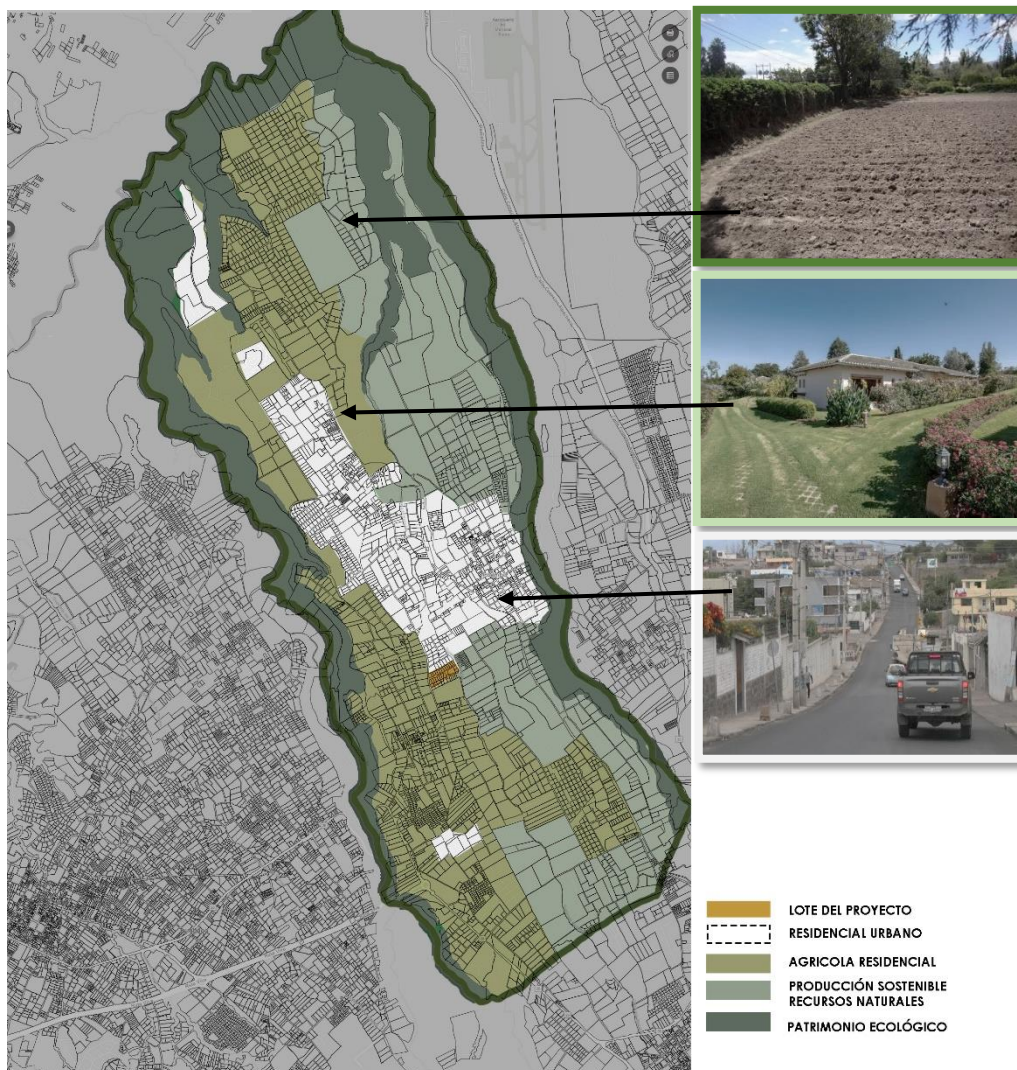 LOTE DEL PROYECTO
RESIDENCIAL URBANO
AGRICOLA RESIDENCIAL
PRODUCCIÓN SOSTENIBLE
RECURSOS NATURALES
PATRIMONIO ECOLÓGICO